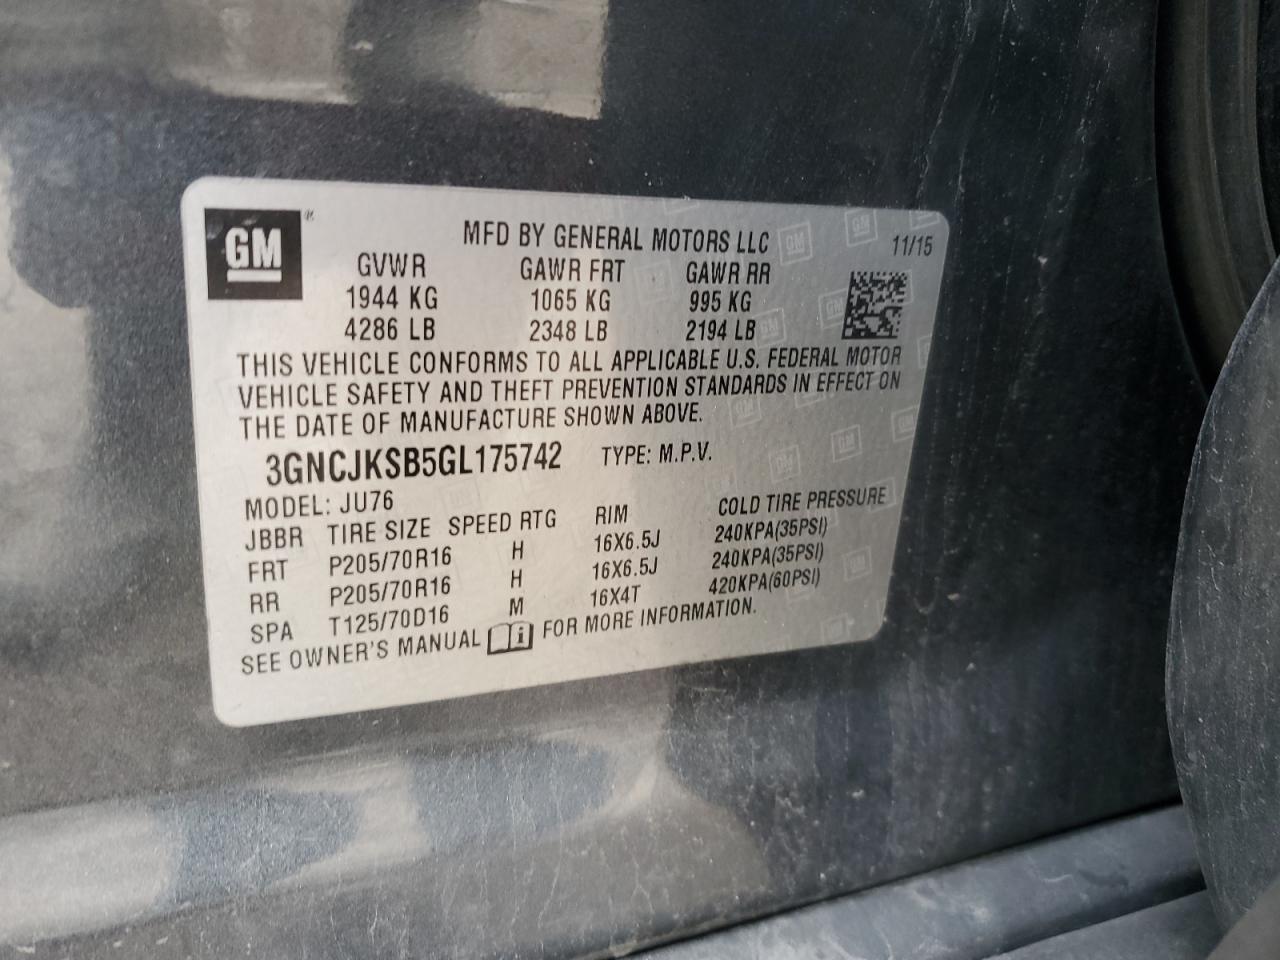 GM ®
MFD BY GENERAL MOTORS LLC 11/15
GVWR GAWR FRT GAWR RR
1944 KG 1065 KG 995 KG
4286 LB 2348 LB 2194 LB
THIS VEHICLE CONFORMS TO ALL APPLICABLE U.S. FEDERAL MOTOR
VEHICLE SAFETY AND THEFT PREVENTION STANDARDS IN EFFECT ON
THE DATE OF MANUFACTURE SHOWN ABOVE.
3GNCJKSB5GL175742 TYPE: M.P.V.
MODEL: JU76
JBBR TIRE SIZE SPEED RTG RIM COLD TIRE PRESSURE
FRT P205/70R16 H 16X6.5J 240KPA(35PSI)
RR P205/70R16 H 16X6.5J 240KPA(35PSI)
SPA T125/70D16 M 16X4T 420KPA(60PSI)
SEE OWNER'S MANUAL i FOR MORE INFORMATION.